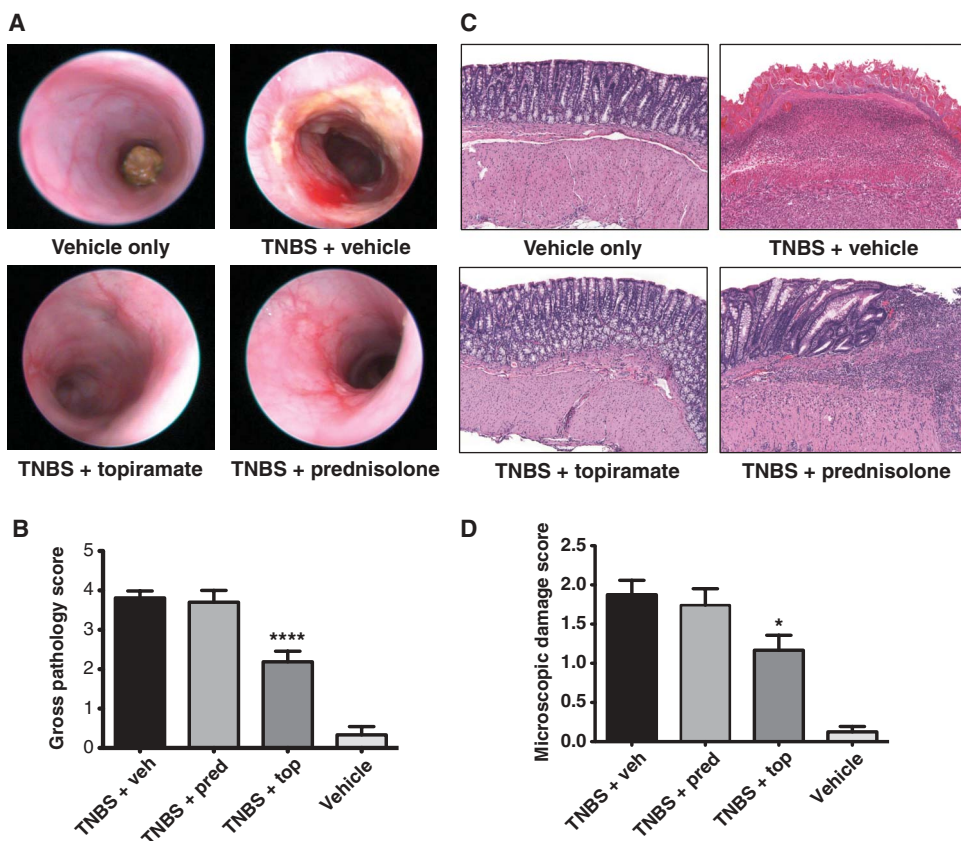 A
Vehicle only
TNBS + vehicle
TNBS + topiramate
TNBS + prednisolone
C
Vehicle only
TNBS + vehicle
TNBS + topiramate
TNBS + prednisolone
B
Gross pathology score
5
4
3
2
1
0
****
TNBS + veh
TNBS + pred
TNBS + top
Vehicle
D
Microscopic damage score
2.5
2.0
1.5
1.0
0.5
0.0
*
TNBS + veh
TNBS + pred
TNBS + top
Vehicle